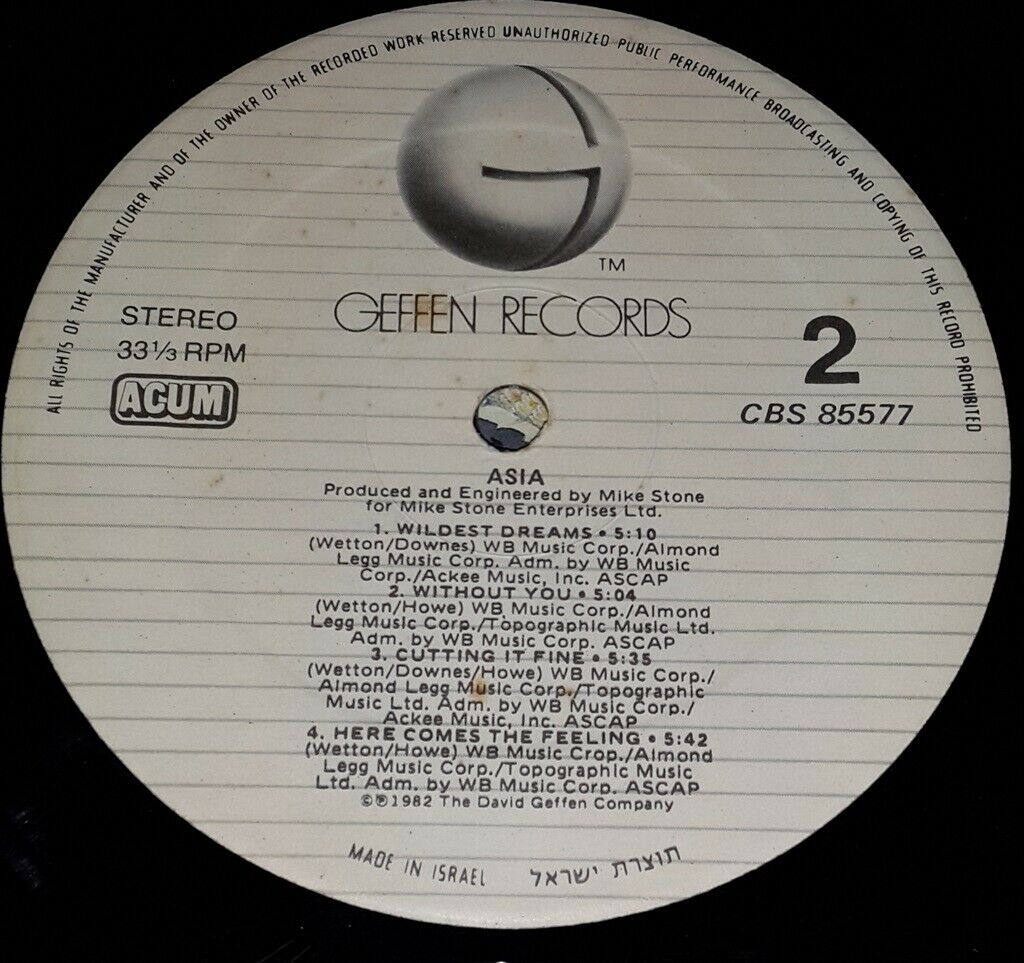 ALL RIGHTS OF THE MANUFACTURER AND OF THE OWNER OF THE RECORDED WORK RESERVED UNAUTHORIZED PUBLIC PERFORMANCE BROADCASTING AND COPYING OF THIS RECORD PROHIBITED
TM
GEFFEN RECORDS
STEREO
33 1/3 RPM
ACUM
2
CBS 85577
ASIA
Produced and Engineered by Mike Stone
for Mike Stone Enterprises Ltd.
1. WILDEST DREAMS • 5:10
(Wetton/Downes) WB Music Corp./Almond
Legg Music Corp. Adm. by WB Music
Corp./Ackee Music, Inc. ASCAP
2. WITHOUT YOU • 5:04
(Wetton/Howe) WB Music Corp./Almond
Legg Music Corp./Topographic Music Ltd.
Adm. by WB Music Corp. ASCAP
3. CUTTING IT FINE • 5:35
(Wetton/Downes/Howe) WB Music Corp./
Almond Legg Music Corp./Topographic
Music Ltd. Adm. by WB Music Corp./
Ackee Music, Inc. ASCAP
4. HERE COMES THE FEELING • 5:42
(Wetton/Howe) WB Music Crop./Almond
Legg Music Corp./Topographic Music
Ltd. Adm. by WB Music Corp. ASCAP
©℗1982 The David Geffen Company
MADE IN ISRAEL תוצרת ישראל